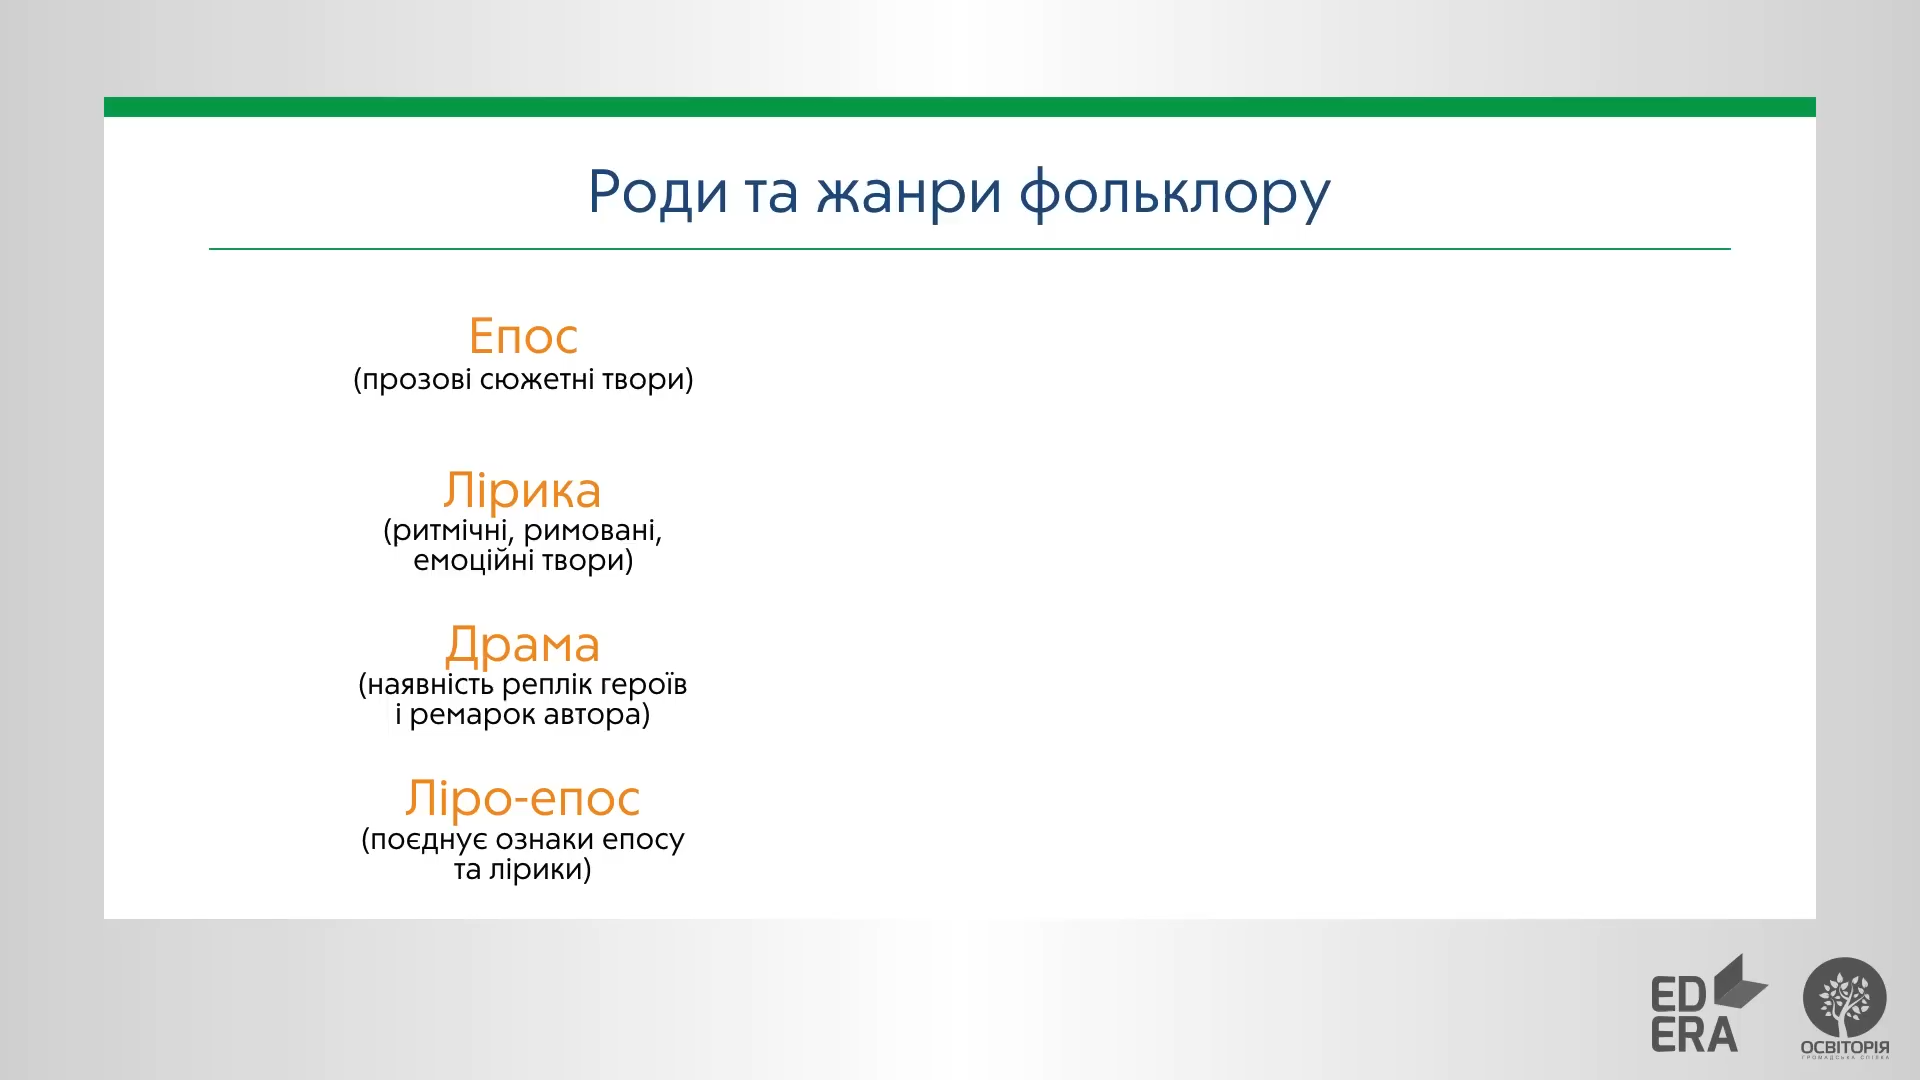 Роди та жанри фольклору
Епос
(прозові сюжетні твори)
Лірика
(ритмічні, римовані,
емоційні твори)
Драма
(наявність реплік героїв
і ремарок автора)
Ліро-епос
(поєднує ознаки епосу
та лірики)
ED
ERA
ОСВІТОРІЯ
ГРОМАДСЬКА СПІЛКА